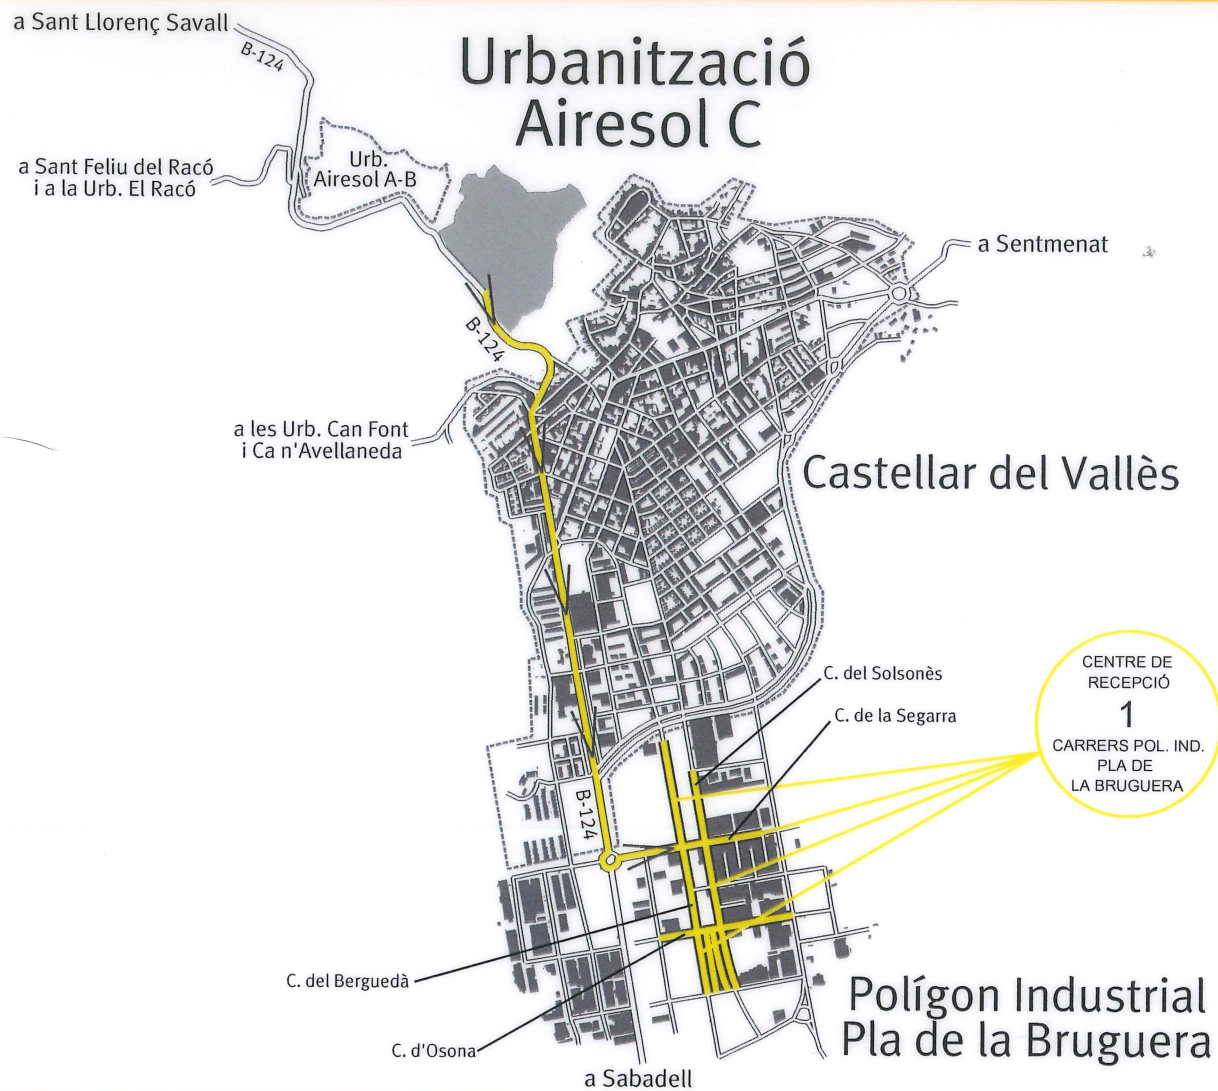 a Sant Llorenç Savall
B-124
Urbanització
Airesol C
a Sant Feliu del Racó
i a la Urb. El Racó
Urb.
Airesol A-B
a Sentmenat
B-124
a les Urb. Can Font
i Ca n'Avellaneda
Castellar del Vallès
C. del Solsonès
C. de la Segarra
CENTRE DE
RECEPCIÓ
1
CARRERS POL. IND.
PLA DE
LA BRUGUERA
B-124
C. del Berguedà
C. d'Osona
Polígon Industrial
Pla de la Bruguera
a Sabadell